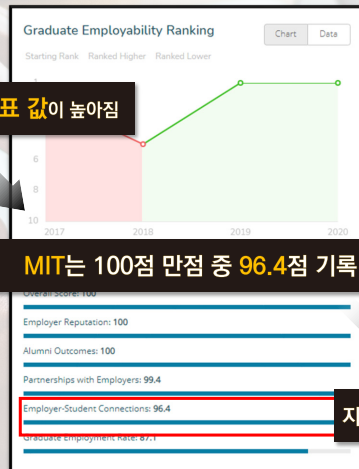 Graduate Employability Ranking
Chart
Data
Starting Rank Ranked Higher Ranked Lower
값이 높아짐
6
8
10
2017 2018 2019 2020
MIT는 100점 만점 중 96.4점 기록
Overall Score: 100
Employer Reputation: 100
Alumni Outcomes: 100
Partnerships with Employers: 99.4
Employer-Student Connections: 96.4
Graduate Employment Rate: 87.1